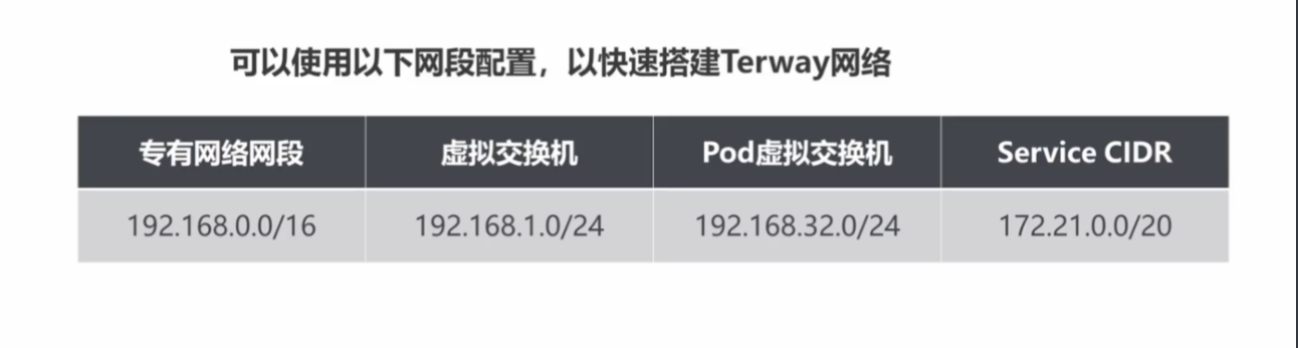 可以使用以下网段配置，以快速搭建Terway网络
专有网络网段 虚拟交换机 Pod虚拟交换机 Service CIDR
192.168.0.0/16 192.168.1.0/24 192.168.32.0/24 172.21.0.0/20